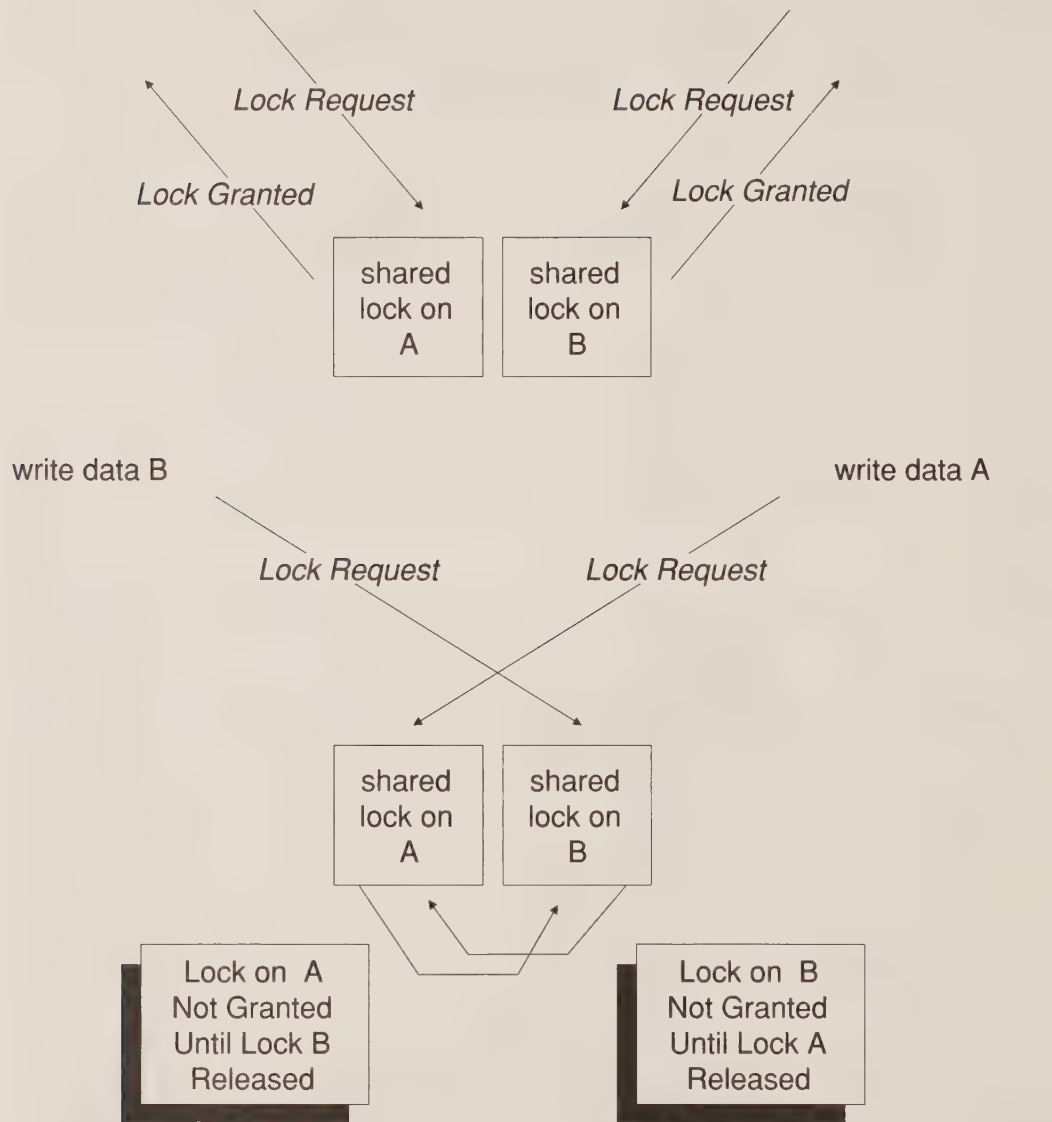 Lock Request
Lock Request
Lock Granted
Lock Granted
shared
lock on
A
shared
lock on
B
write data B
write data A
Lock Request
Lock Request
shared
lock on
A
shared
lock on
B
Lock on A
Not Granted
Until Lock B
Released
Lock on B
Not Granted
Until Lock A
Released